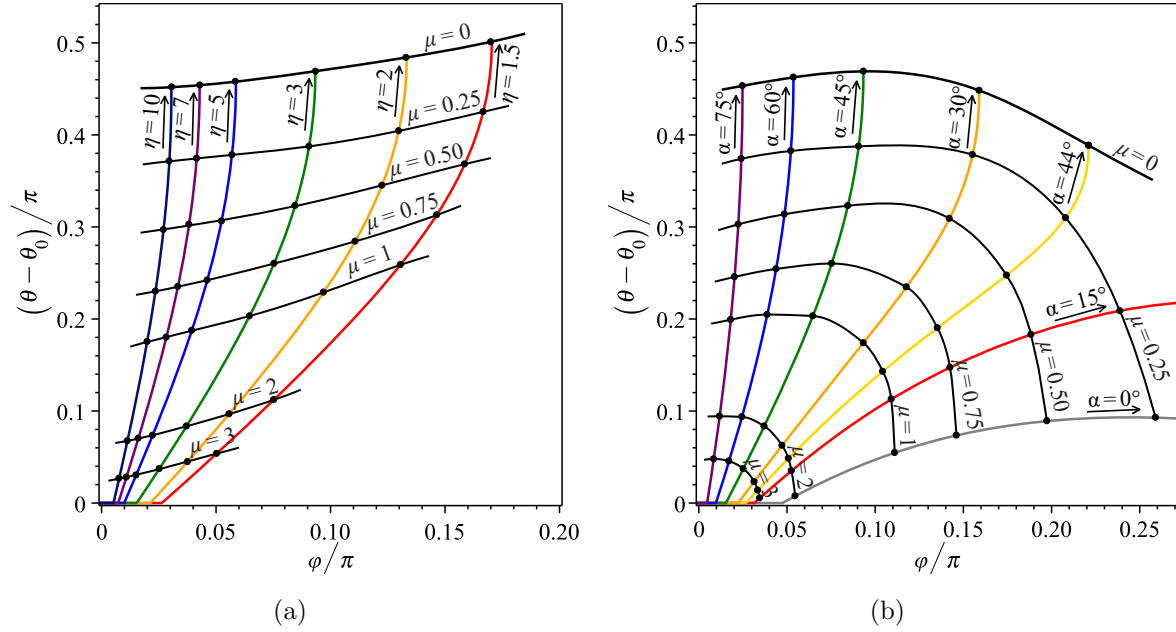 0.5
0.4
0.3
0.2
0.1
0
(θ − θ₀)/π
μ = 0
η = 10
η = 7
η = 5
η = 3
η = 2
η = 1.5
μ = 0.25
μ = 0.50
μ = 0.75
μ = 1
μ = 2
μ = 3
0
0.05
0.10
0.15
0.20
φ/π
(a)
0.5
0.4
0.3
0.2
0.1
0
(θ − θ₀)/π
α = 75°
α = 60°
α = 45°
α = 30°
α = 44°
μ = 0
α = 15°
μ = 0.25
μ = 0.50
α = 0°
μ = 0.75
μ = 1
μ = 2
μ = 3
0
0.05
0.10
0.15
0.20
0.25
φ/π
(b)